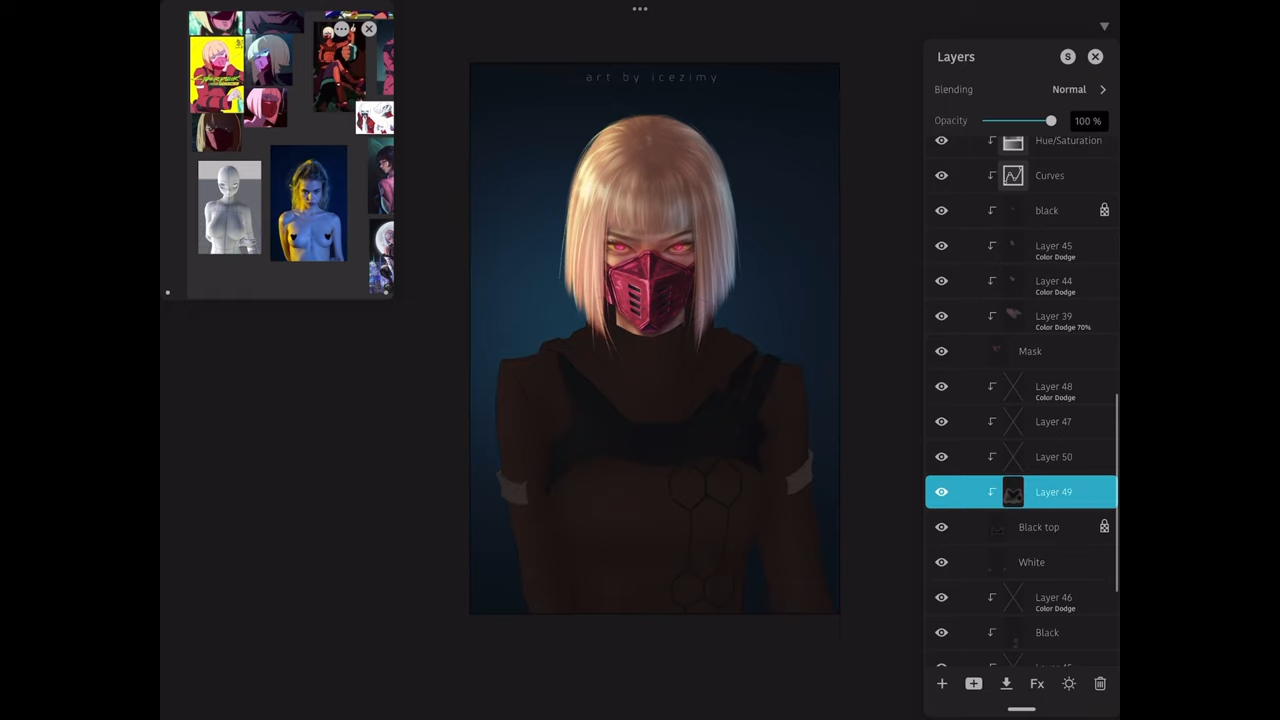 art by icezimy
Layers
S
Blending
Normal
Opacity
100 %
Hue/Saturation
Curves
black
Layer 45
Color Dodge
Layer 44
Color Dodge
Layer 39
Color Dodge 70%
Mask
Layer 48
Color Dodge
Layer 47
Layer 50
Layer 49
Black top
White
Layer 46
Color Dodge
Black
Fx